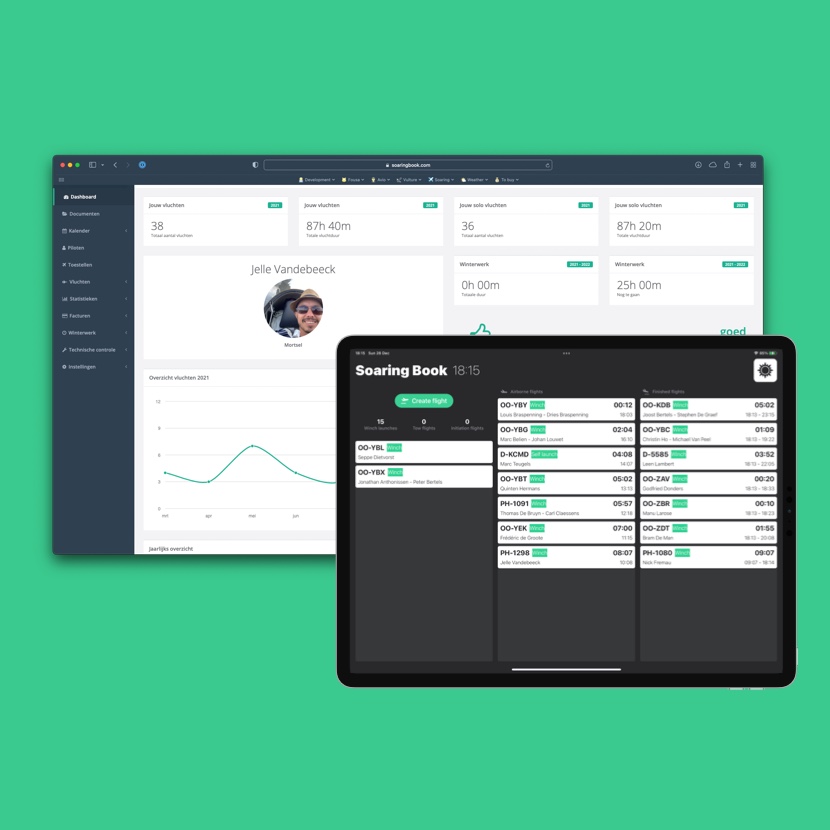 soaringbook.com
Development
Focus
Avio
Vulture
Soaring
Weather
To buy
Dashboard
Documenten
Kalender
Piloten
Toestellen
Vluchten
Statistieken
Facturen
Winterwerk
Technische controle
Instellingen
Jouw vluchten 2021
38
Totaal aantal vluchten
Jouw vluchten 2021
87h 40m
Totale vluchtduur
Jouw solo vluchten 2021
36
Totaal aantal vluchten
Jouw solo vluchten 2021
87h 20m
Totale vluchtduur
Jelle Vandebeeck
Mortsel
Winterwerk 2021 - 2022
0h 00m
Totaale duur
Winterwerk 2021 - 2022
25h 00m
Nog te gaan
goed
Overzicht vluchten 2021
12
9
6
3
0
mrt apr mei jun
Jaarlijks overzicht
18:15 Sun 26 Dec
Soaring Book 18:15
Create flight
15 0 0
Winch launches Tow flights Initiation flights
OO-YBL Winch
Seppe Dietvorst
OO-YBX Winch
Jonathan Anthonissen - Peter Bertels
Airborne flights
OO-YBY Winch 00:12
Louis Braspenning - Dries Braspenning 18:03
OO-YBG Winch 02:04
Marc Belien - Johan Louwet 16:10
D-KCMD Self launch 04:08
Marc Teugels 14:07
OO-YBT Winch 05:02
Quinten Hermans 13:13
PH-1091 Winch 05:57
Thomas De Bruyn - Carl Claessens 12:18
OO-YEK Winch 07:00
Frédéric de Groote 11:15
PH-1298 Winch 08:07
Jelle Vandebeeck 10:08
Finished flights
OO-KDB Winch 05:02
Joost Bertels - Stephen De Graef 18:13 - 23:15
OO-YBC Winch 01:09
Christin Ho - Michael Van Peel 18:13 - 19:22
D-5585 Winch 03:52
Leen Lambert 18:13 - 22:05
OO-ZAV Winch 00:20
Godfried Donders 18:13 - 18:33
OO-ZBR Winch 00:10
Manu Larosse 18:13 - 18:23
OO-ZDT Winch 01:55
Bram De Man 18:13 - 20:08
PH-1080 Winch 09:07
Nick Fremau 09:07 - 18:14